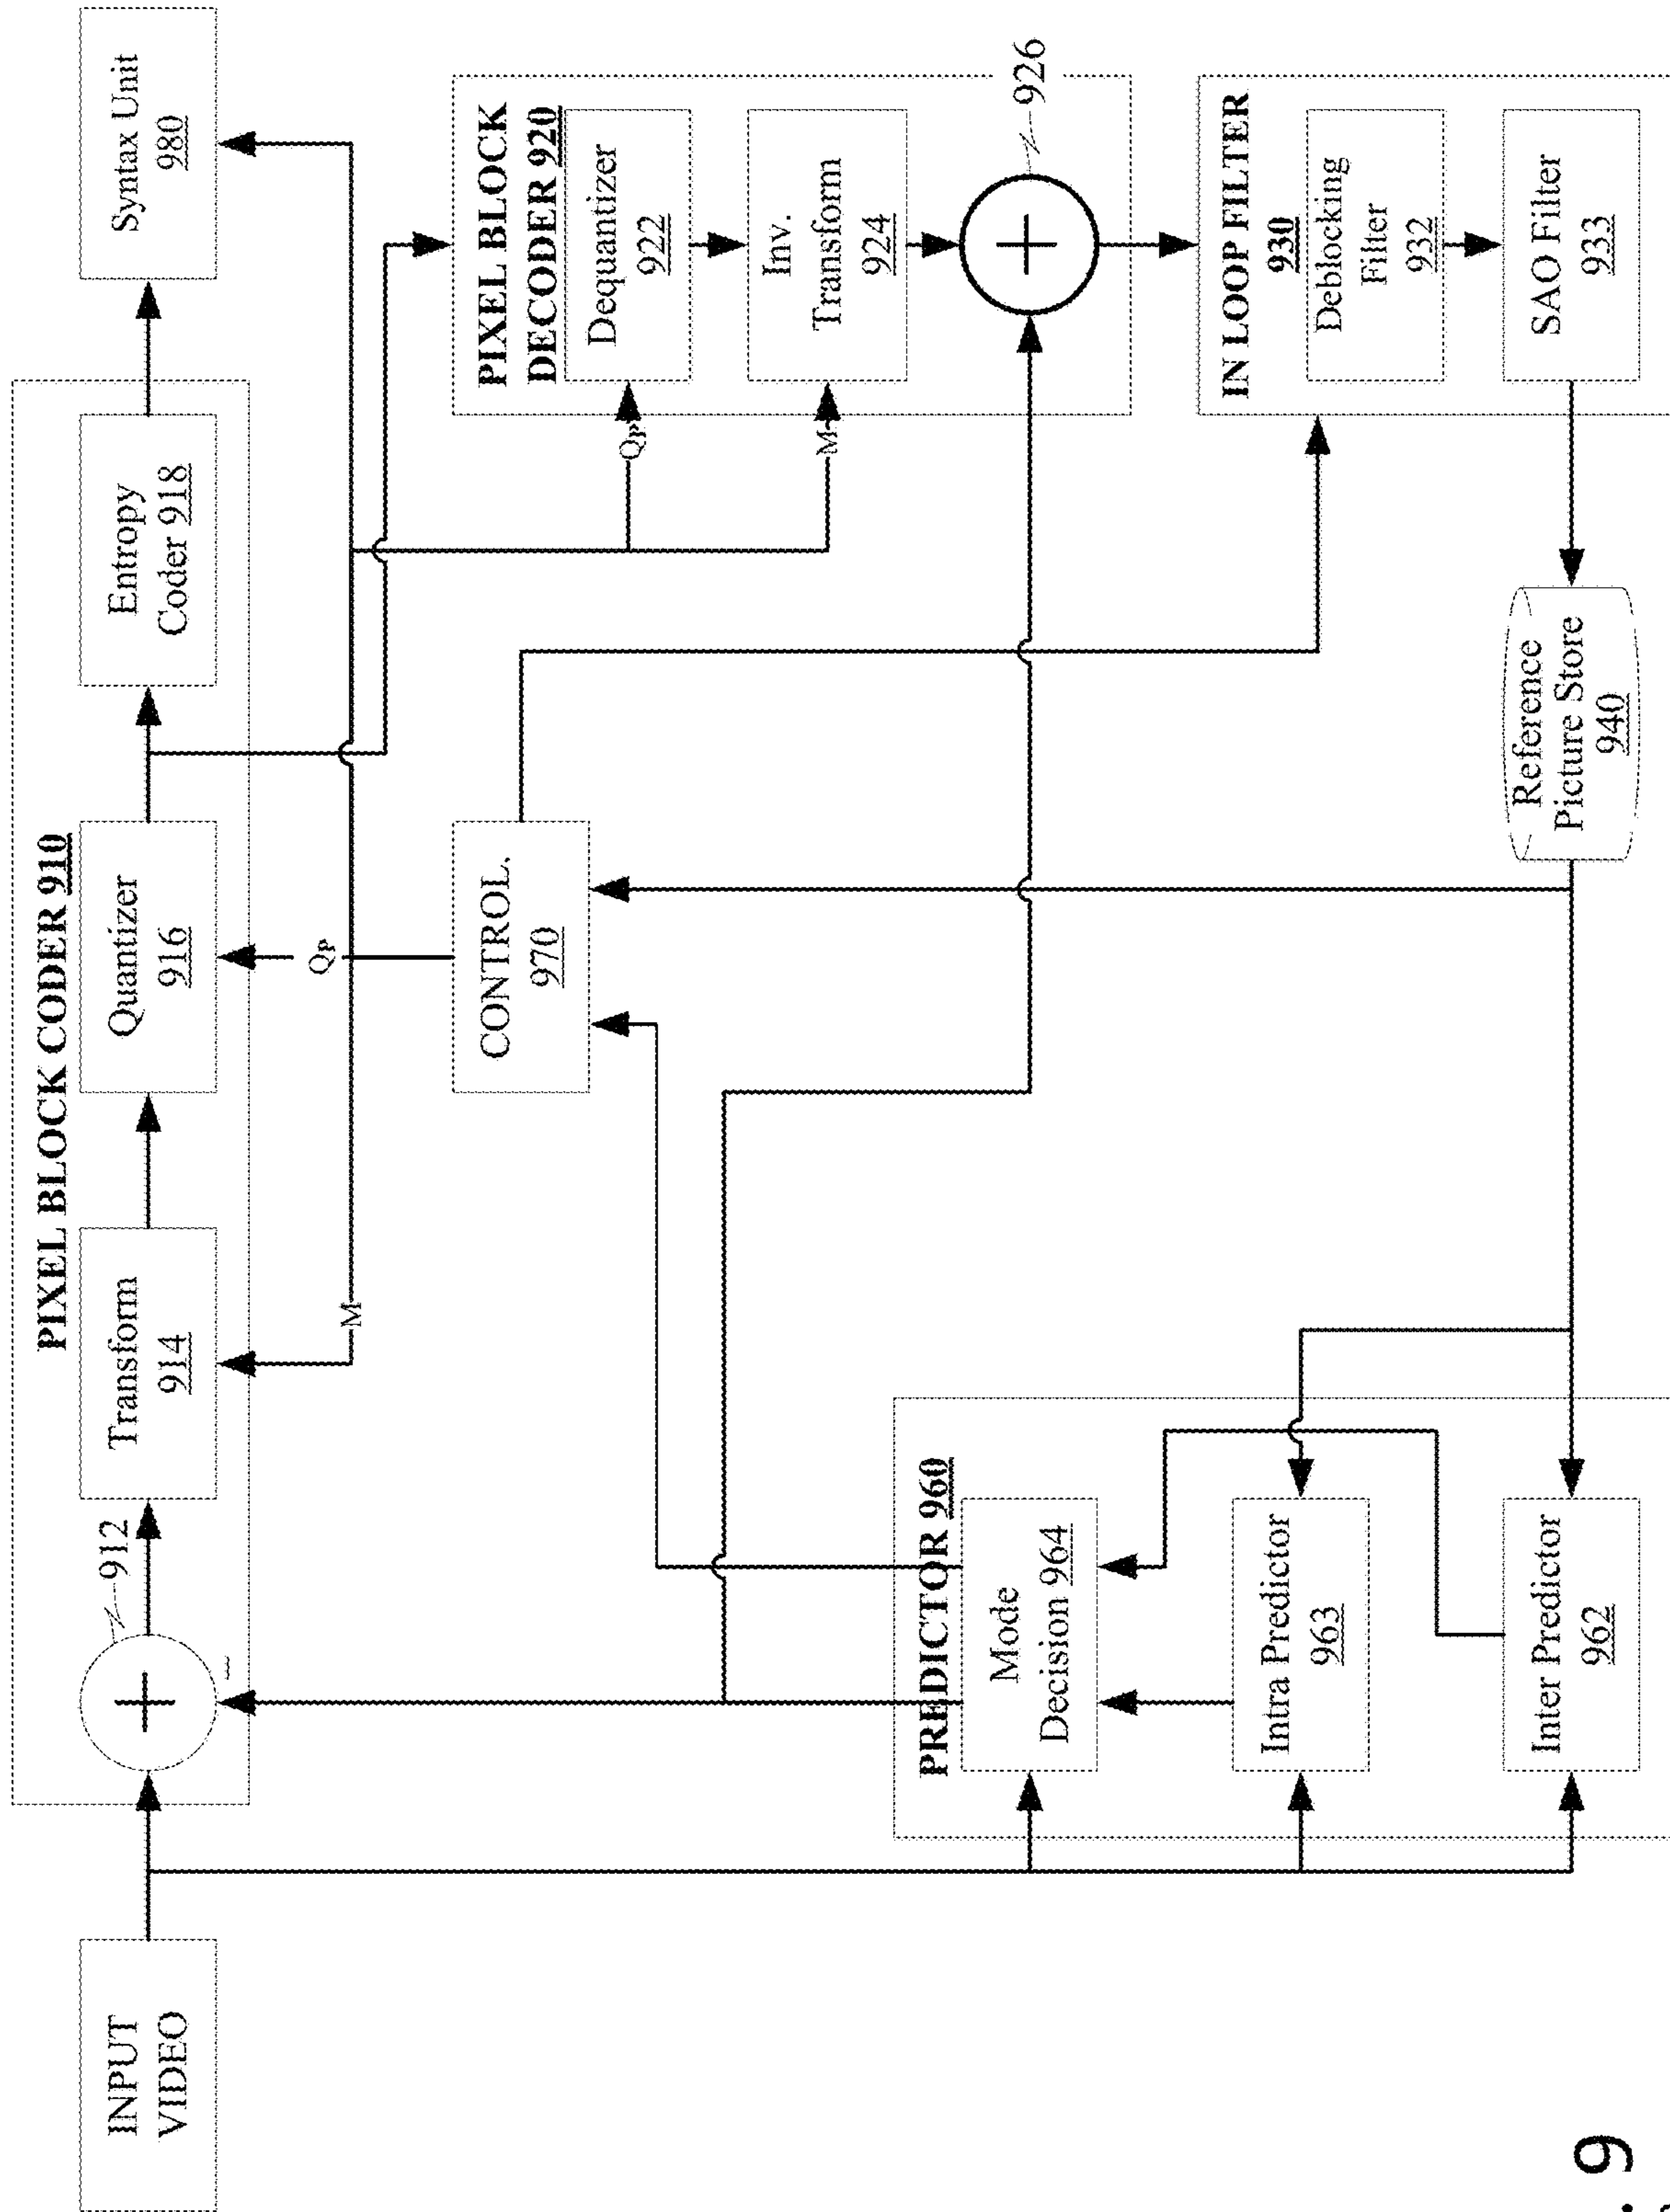 PIXEL BLOCK CODER 910
INPUT
VIDEO
+
912
–
Transform
914
Quantizer
916
Entropy
Coder 918
Syntax Unit
980
M
Qp
CONTROL.
970
PIXEL BLOCK
DECODER 920
Dequantizer
922
Qp
Inv.
Transform
924
M
+
926
PREDICTOR 960
Mode
Decision 964
Intra Predictor
963
Inter Predictor
962
IN LOOP FILTER
930
Deblocking
Filter
932
SAO Filter
933
Reference
Picture Store
940
. 9